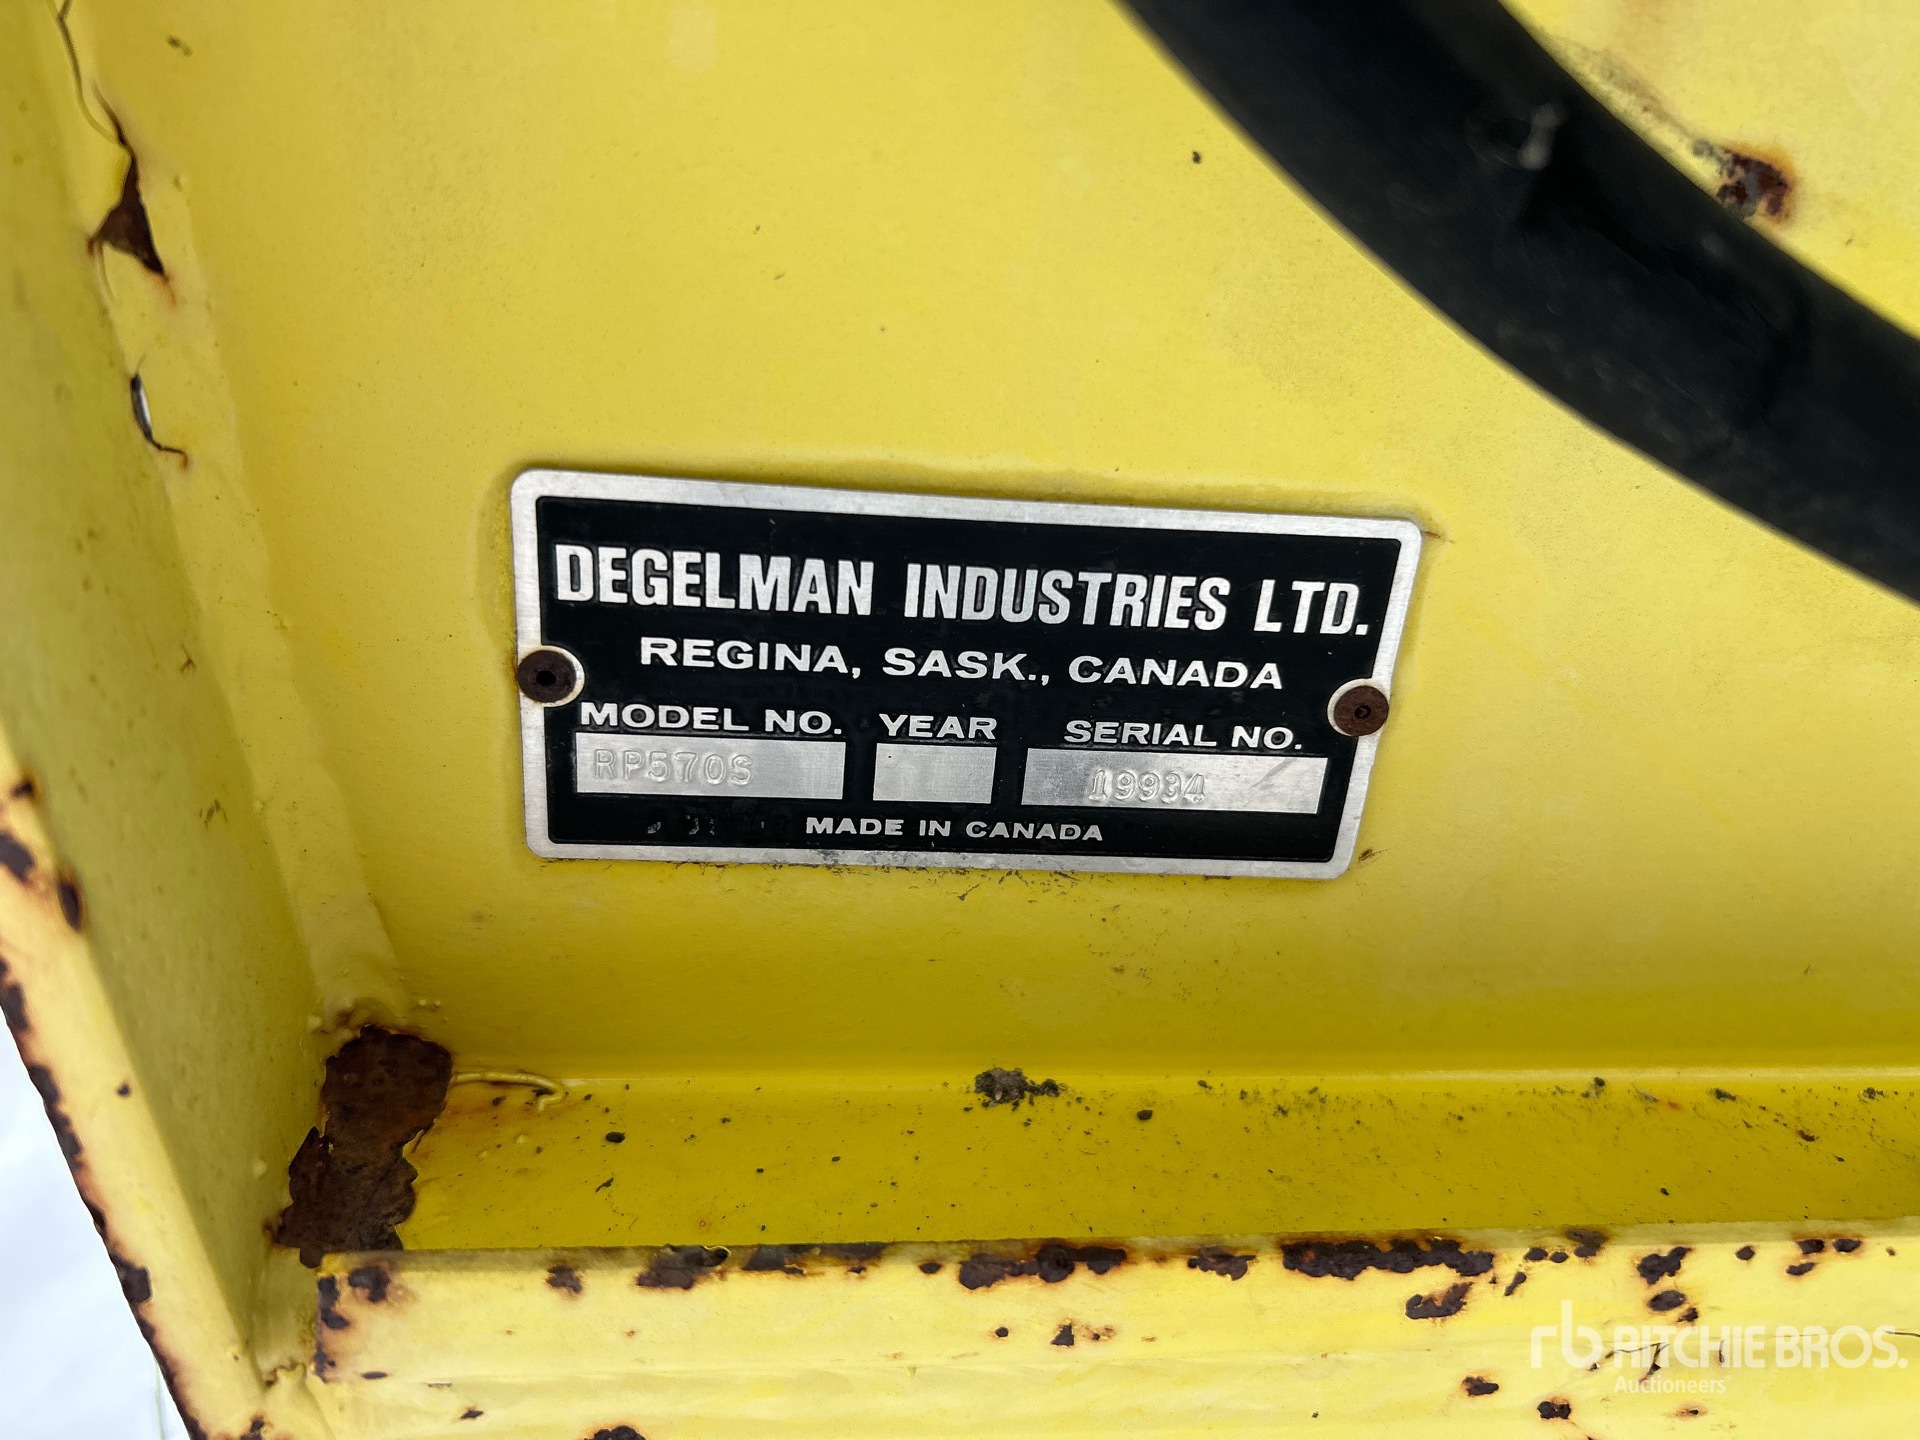 DEGELMAN INDUSTRIES LTD.
REGINA, SASK., CANADA
MODEL NO. YEAR SERIAL NO.
RP570S 19934
MADE IN CANADA
rb RITCHIE BROS.
Auctioneers